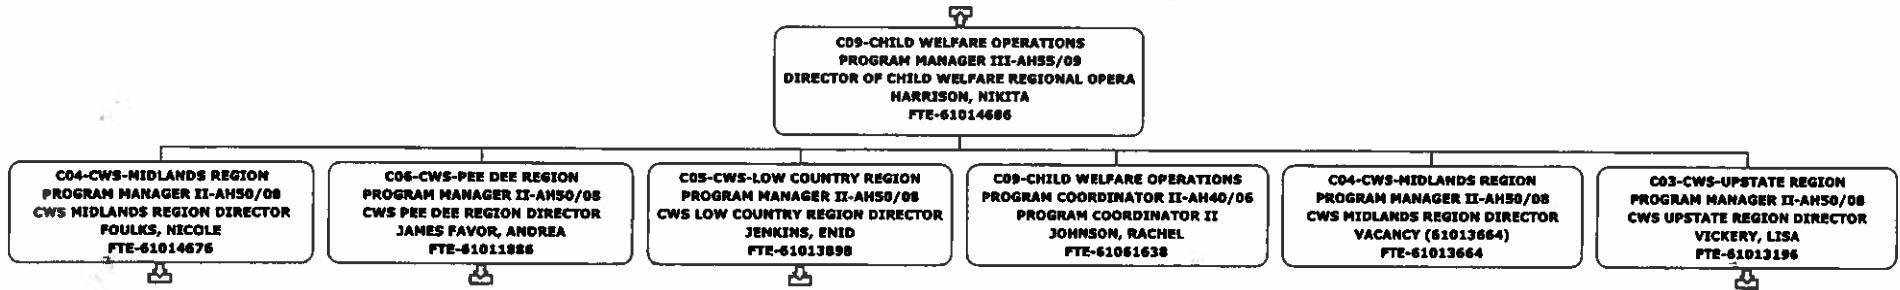 C09-CHILD WELFARE OPERATIONS
PROGRAM MANAGER III-AH55/09
DIRECTOR OF CHILD WELFARE REGIONAL OPERA
HARRISON, NIKITA
FTE-61014686
C04-CWS-MIDLANDS REGION
PROGRAM MANAGER II-AH50/08
CWS MIDLANDS REGION DIRECTOR
FOULKS, NICOLE
FTE-61014676
C06-CWS-PEE DEE REGION
PROGRAM MANAGER II-AH50/08
CWS PEE DEE REGION DIRECTOR
JAMES FAVOR, ANDREA
FTE-61011886
C05-CWS-LOW COUNTRY REGION
PROGRAM MANAGER II-AH50/08
CWS LOW COUNTRY REGION DIRECTOR
JENKINS, ENID
FTE-61013898
C09-CHILD WELFARE OPERATIONS
PROGRAM COORDINATOR II-AH40/06
PROGRAM COORDINATOR II
JOHNSON, RACHEL
FTE-61061638
C04-CWS-MIDLANDS REGION
PROGRAM MANAGER II-AH50/08
CWS MIDLANDS REGION DIRECTOR
VACANCY (61013664)
FTE-61013664
C03-CWS-UPSTATE REGION
PROGRAM MANAGER II-AH50/08
CWS UPSTATE REGION DIRECTOR
VICKERY, LISA
FTE-61013196